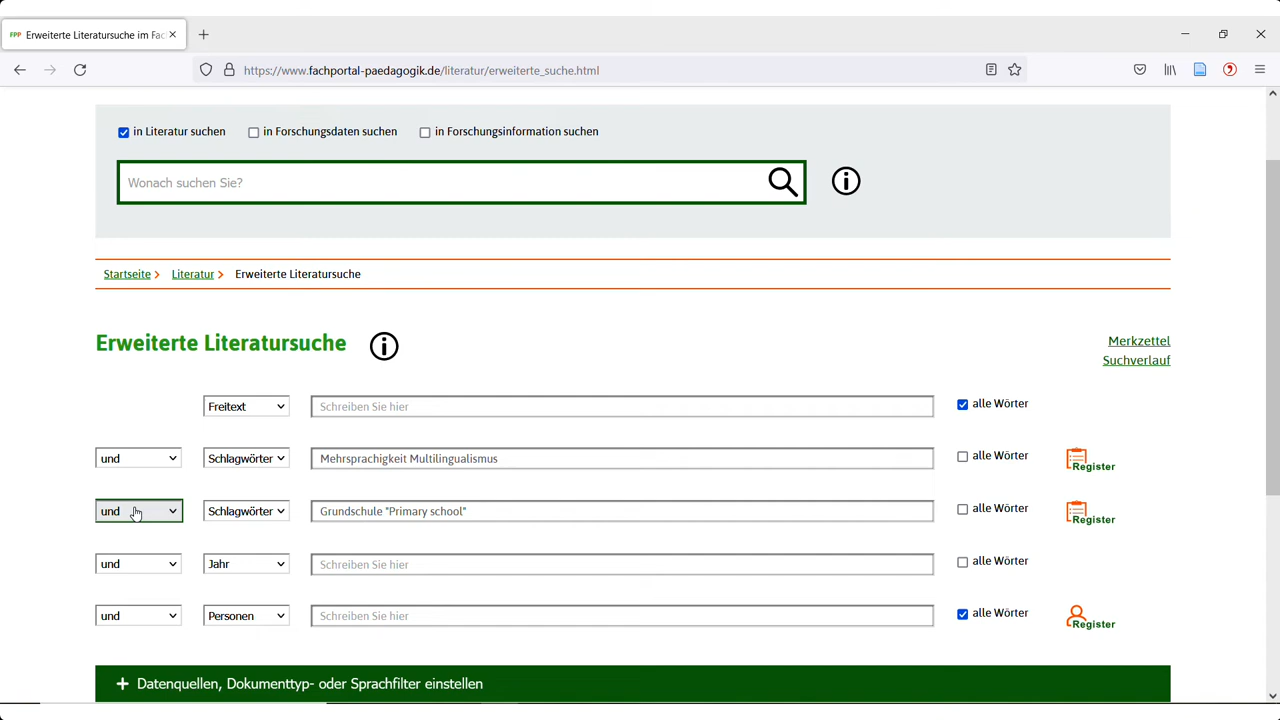 FPP Erweiterte Literatursuche im Fac
https://www.fachportal-paedagogik.de/literatur/erweiterte_suche.html
in Literatur suchen in Forschungsdaten suchen in Forschungsinformation suchen
Wonach suchen Sie?
Startseite Literatur Erweiterte Literatursuche
Erweiterte Literatursuche
Merkzettel
Suchverlauf
Freitext Schreiben Sie hier alle Wörter
und Schlagwörter Mehrsprachigkeit Multilingualismus alle Wörter Register
und Schlagwörter Grundschule "Primary school" alle Wörter Register
und Jahr Schreiben Sie hier alle Wörter
und Personen Schreiben Sie hier alle Wörter Register
+ Datenquellen, Dokumenttyp- oder Sprachfilter einstellen